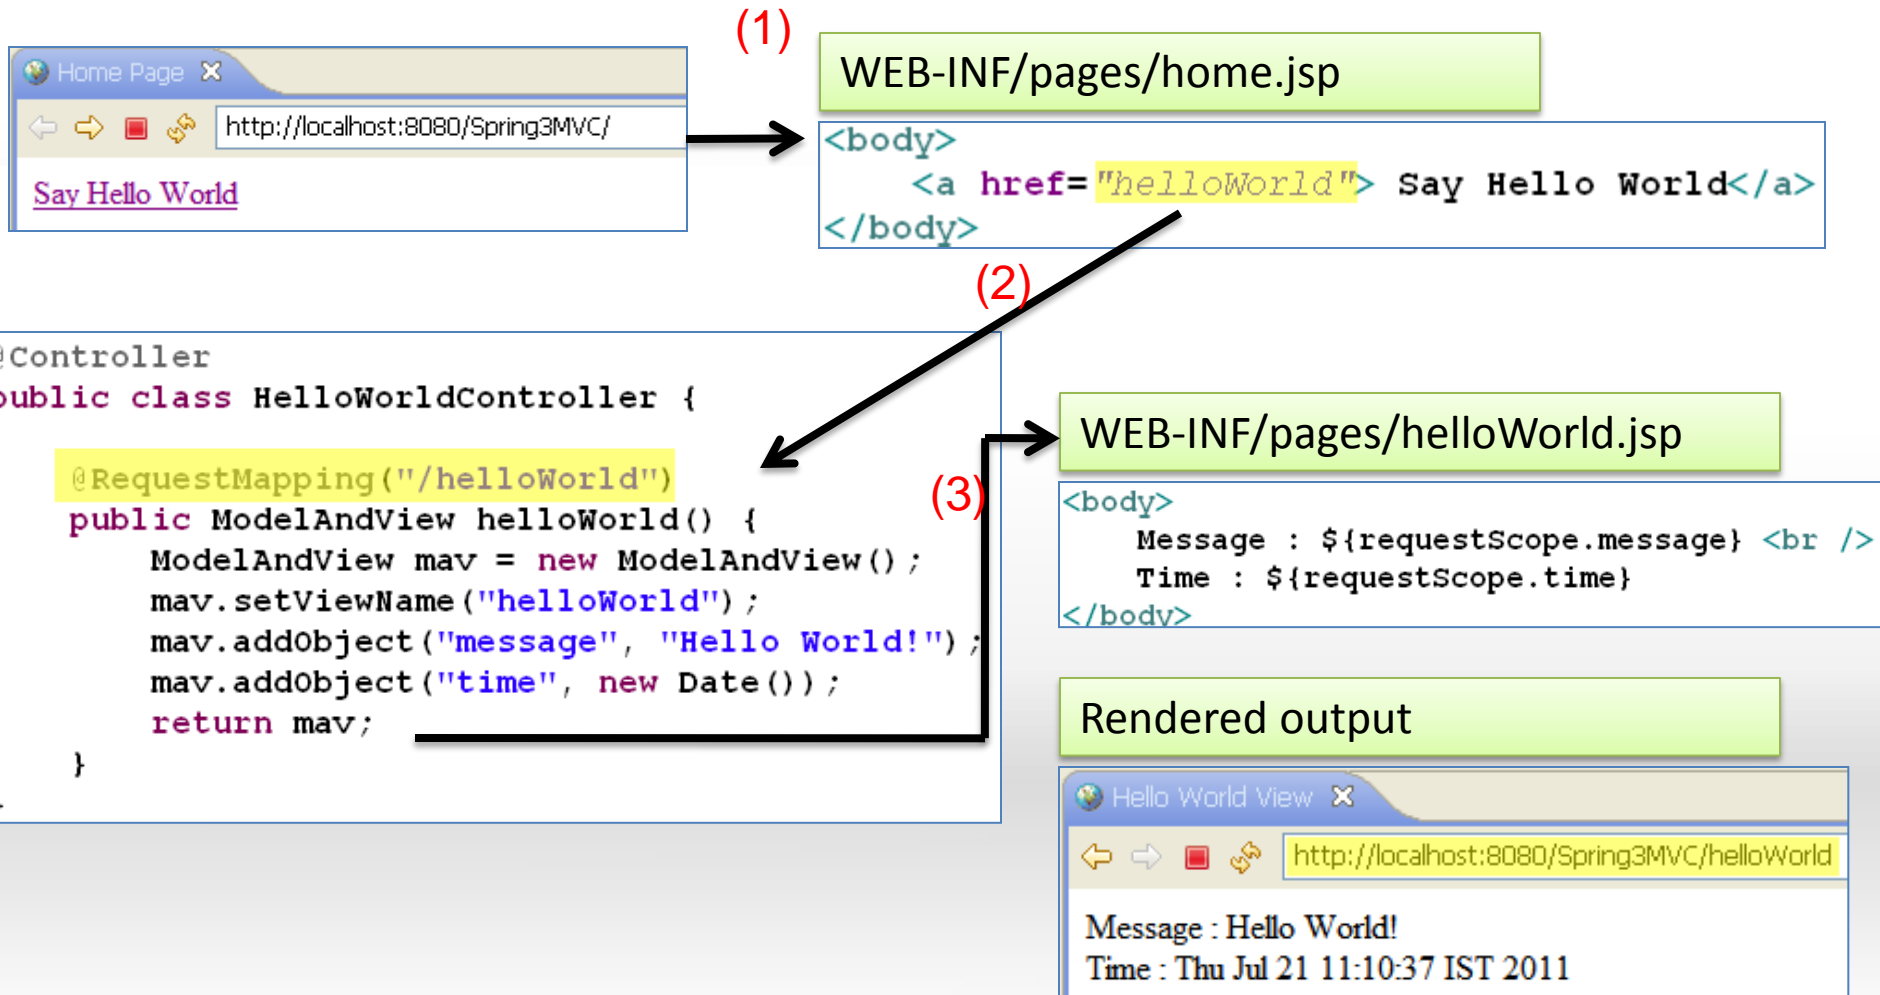 (1)
Home Page
http://localhost:8080/Spring3MVC/
Say Hello World
WEB-INF/pages/home.jsp
<body>
<a href="helloWorld"> Say Hello World</a>
</body>
(2)
@Controller
public class HelloWorldController {
@RequestMapping("/helloWorld")
public ModelAndView helloWorld() {
ModelAndView mav = new ModelAndView();
mav.setViewName("helloWorld");
mav.addObject("message", "Hello World!");
mav.addObject("time", new Date());
return mav;
}
}
(3)
WEB-INF/pages/helloWorld.jsp
<body>
Message : ${requestScope.message} <br />
Time : ${requestScope.time}
</body>
Rendered output
Hello World View
http://localhost:8080/Spring3MVC/helloWorld
Message : Hello World!
Time : Thu Jul 21 11:10:37 IST 2011